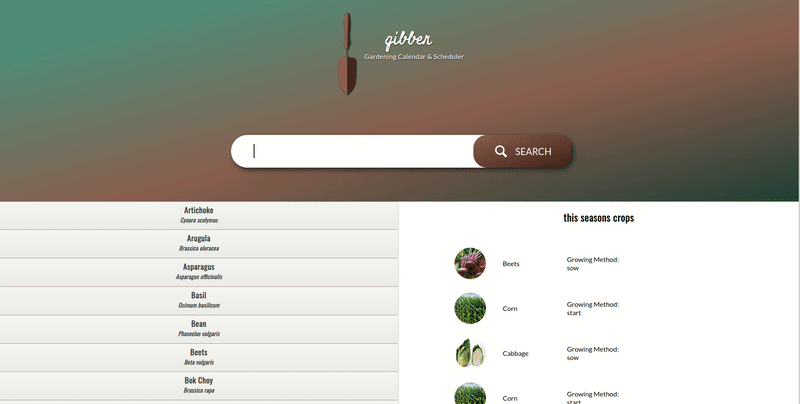 gibber
Gardening Calendar & Scheduler
SEARCH
Artichoke
Cynara scolymus
Arugula
Brassica oleracea
Asparagus
Asparagus officinalis
Basil
Ocimum basilicum
Bean
Phaseolus vulgaris
Beets
Beta vulgaris
Bok Choy
Brassica rapa
this seasons crops
Beets
Growing Method:
sow
Corn
Growing Method:
start
Cabbage
Growing Method:
sow
Corn
Growing Method:
start